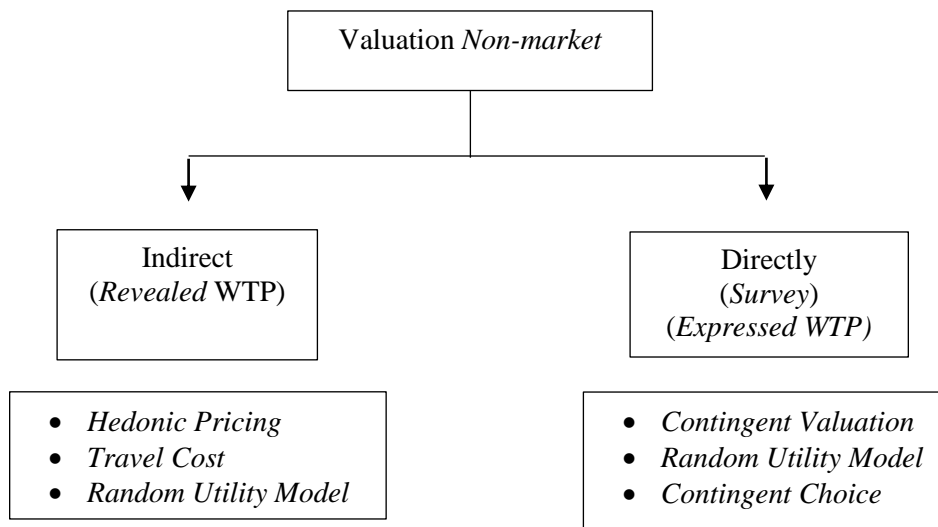 Valuation Non-market
Indirect
(Revealed WTP)
Directly
(Survey)
(Expressed WTP)
• Hedonic Pricing
• Travel Cost
• Random Utility Model
• Contingent Valuation
• Random Utility Model
• Contingent Choice